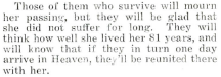 Those of them who survive will mourn
her passing, but they will be glad that
she did not suffer for long. They will
think how well she lived her 81 years, and
will know that if they in turn one day
arrive in Heaven, they'll be reunited there
with her.